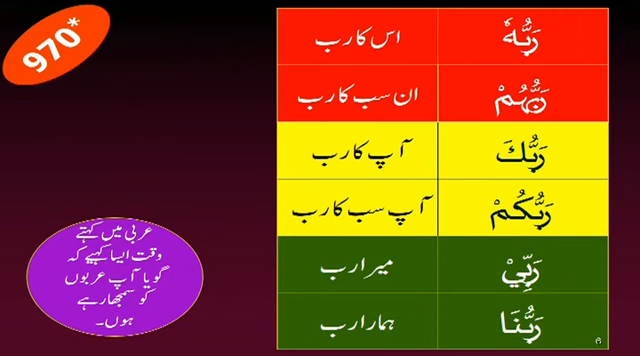 970*
رَبُّهٗ اس کا رب
رَبُّهُمْ ان سب کا رب
رَبُّكَ آپ کا رب
رَبُّكُمْ آپ سب کا رب
رَبِّيْ میرا رب
رَبُّنَا ہمارا رب
عربی میں کہتے
وقت ایسا کہیے کہ
گویا آپ عربوں
کو سمجھا رہے
ہوں۔
6